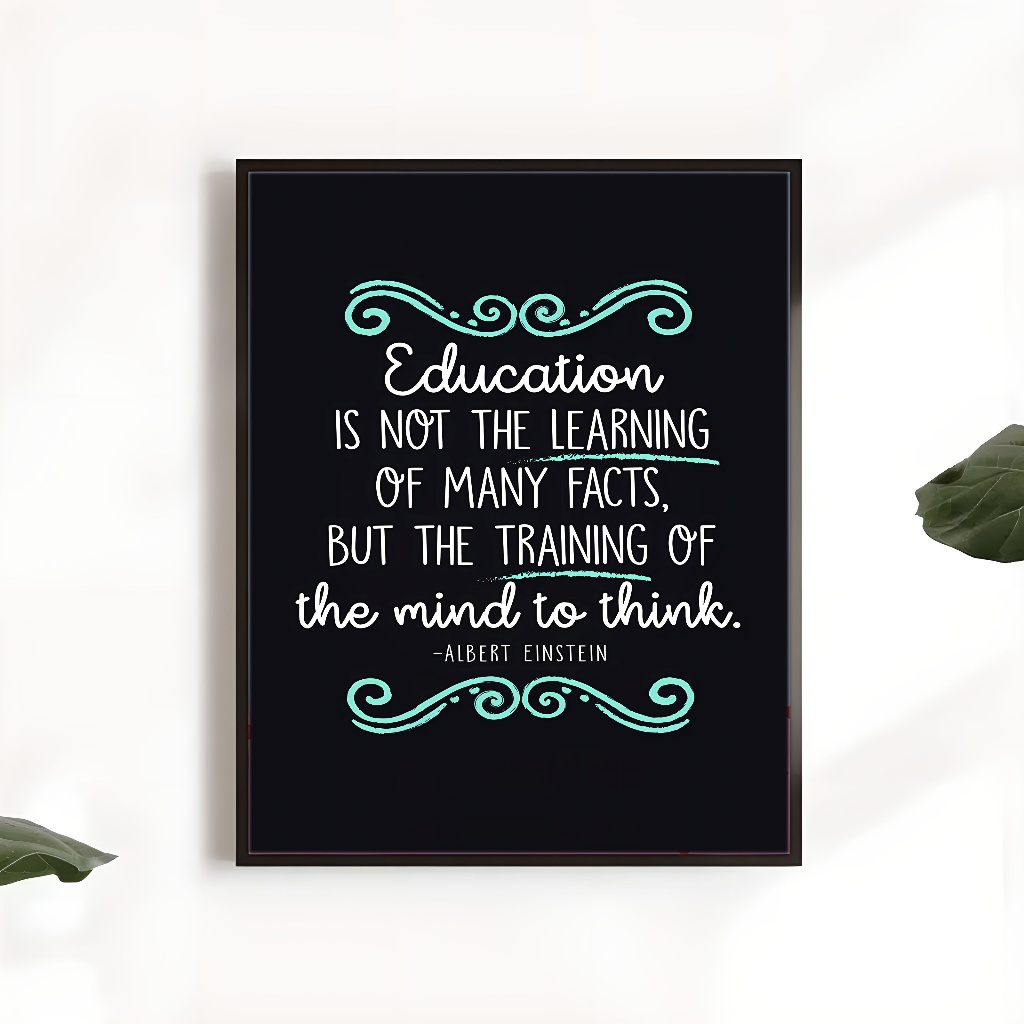 Education
IS NOT THE LEARNING
OF MANY FACTS,
BUT THE TRAINING OF
the mind to think.
-ALBERT EINSTEIN